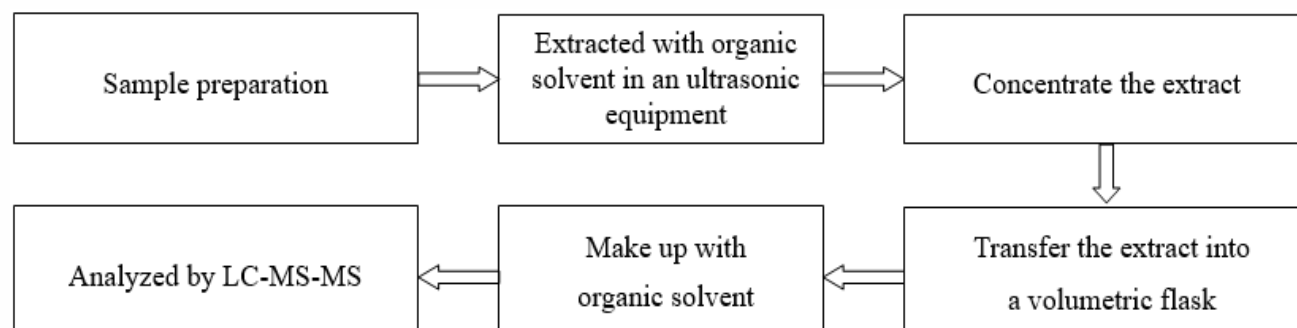 Sample preparation
Extracted with organic
solvent in an ultrasonic
equipment
Concentrate the extract
Transfer the extract into
a volumetric flask
Make up with
organic solvent
Analyzed by LC-MS-MS